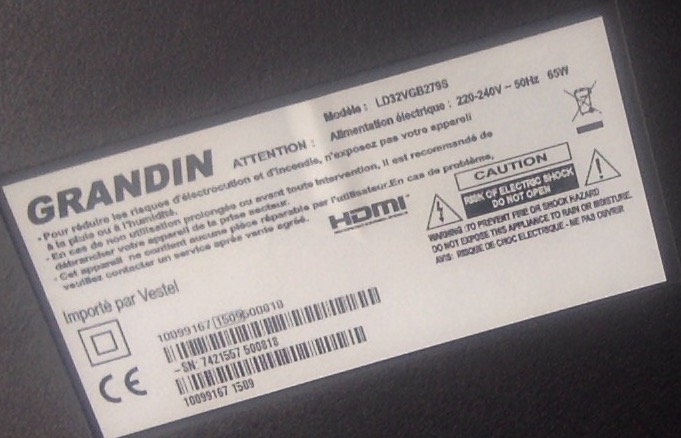 GRANDIN
ATTENTION :
Modèle : LD32VGB279S
Alimentation électrique : 220-240V ~ 50Hz 65W
- Pour réduire les risques d'électrocution et d'incendie, n'exposez pas votre appareil
à la pluie ou à l'humidité.
- En cas de non utilisation prolongée ou avant toute intervention, il est recommandé de
débrancher votre appareil de la prise secteur.
- Cet appareil ne contient aucune pièce réparable par l'utilisateur.En cas de problème,
veuillez contacter un service après vente agréé.
HDMI
CAUTION
RISK OF ELECTRIC SHOCK
DO NOT OPEN
WARNING :TO PREVENT FIRE OR SHOCK HAZARD
DO NOT EXPOSE THIS APPLIANCE TO RAIN OR MOISTURE.
AVIS: RISQUE DE CHOC ELECTRIQUE - NE PAS OUVRIR
Importé par Vestel
CE
10099167 1509 500818
- SN: 7421557 500818
10099167 1509